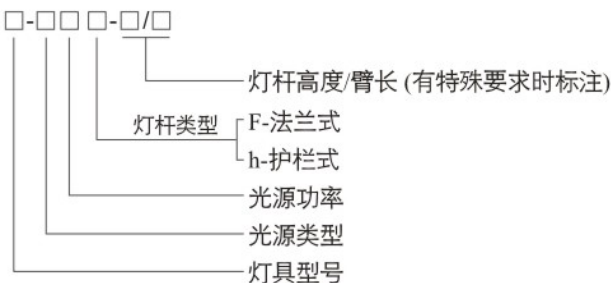 □-□□ □-□/□
灯杆高度/臂长 (有特殊要求时标注)
灯杆类型
F-法兰式
h-护栏式
光源功率
光源类型
灯具型号